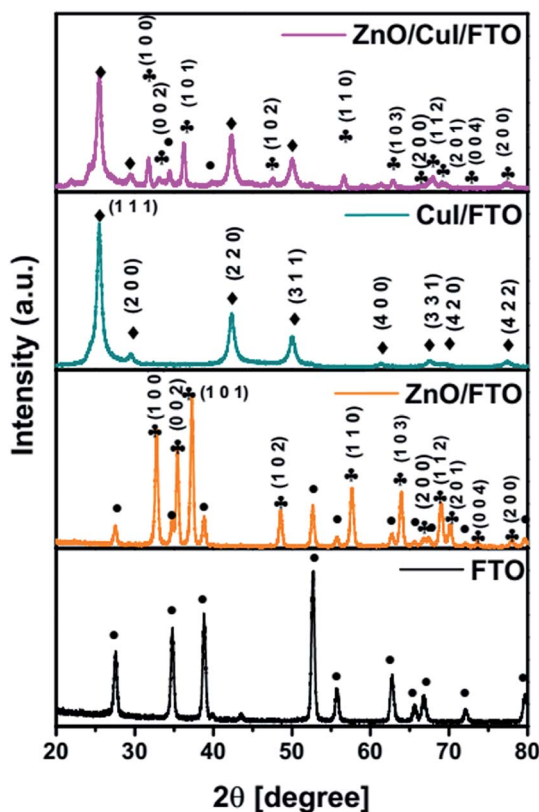 ZnO/CuI/FTO
(1 0 0)
(0 0 2)
(1 0 1)
(1 0 2)
(1 1 0)
(1 0 3)
(2 0 0)
(1 1 2)
(2 0 1)
(0 0 4)
(2 0 0)
CuI/FTO
(1 1 1)
(2 0 0)
(2 2 0)
(3 1 1)
(4 0 0)
(3 3 1)
(4 2 0)
(4 2 2)
ZnO/FTO
(1 0 0)
(0 0 2)
(1 0 1)
(1 0 2)
(1 1 0)
(1 0 3)
(2 0 0)
(1 1 2)
(2 0 1)
(0 0 4)
(2 0 0)
FTO
Intensity (a.u.)
20 30 40 50 60 70 80
2θ [degree]